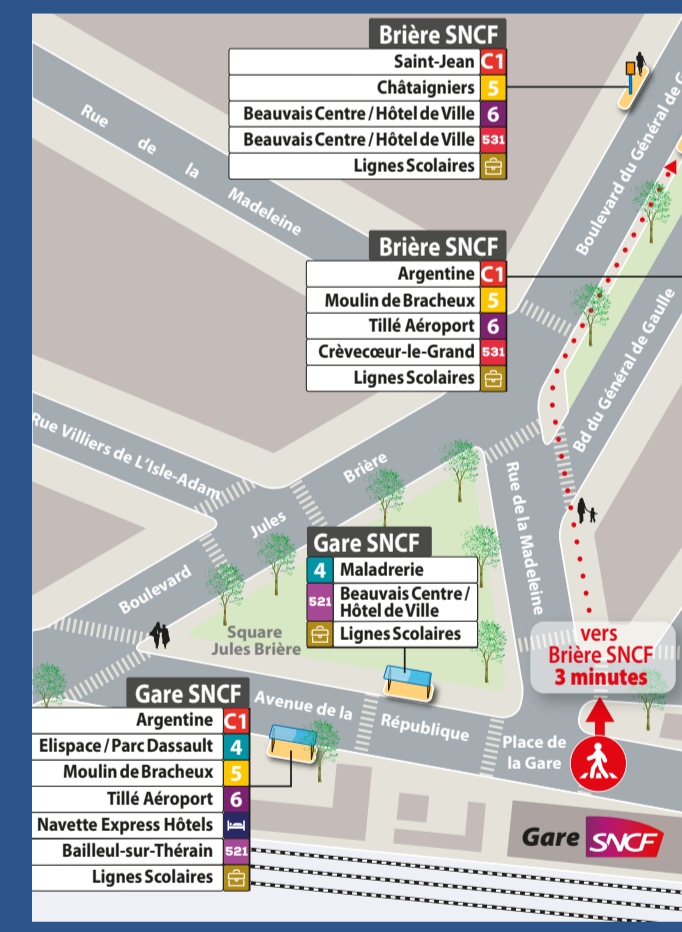 Brière SNCF
Saint-Jean C1
Châtaigniers 5
Beauvais Centre / Hôtel de Ville 6
Beauvais Centre / Hôtel de Ville 531
Lignes Scolaires
Rue de la Madeleine
Boulevard du Général de G
Brière SNCF
Argentine C1
Moulin de Bracheux 5
Tillé Aéroport 6
Crèvecœur-le-Grand 531
Lignes Scolaires
Bd du Général de Gaulle
Rue Villiers de L'Isle-Adam
Boulevard Jules Brière
Rue de la Madeleine
Gare SNCF
4 Maladrerie
521 Beauvais Centre /
Hôtel de Ville
Lignes Scolaires
Square
Jules Brière
vers
Brière SNCF
3 minutes
Gare SNCF
Argentine C1
Elispace / Parc Dassault 4
Moulin de Bracheux 5
Tillé Aéroport 6
Navette Express Hôtels
Bailleul-sur-Thérain 521
Lignes Scolaires
Avenue de la République
Place de
la Gare
Gare SNCF